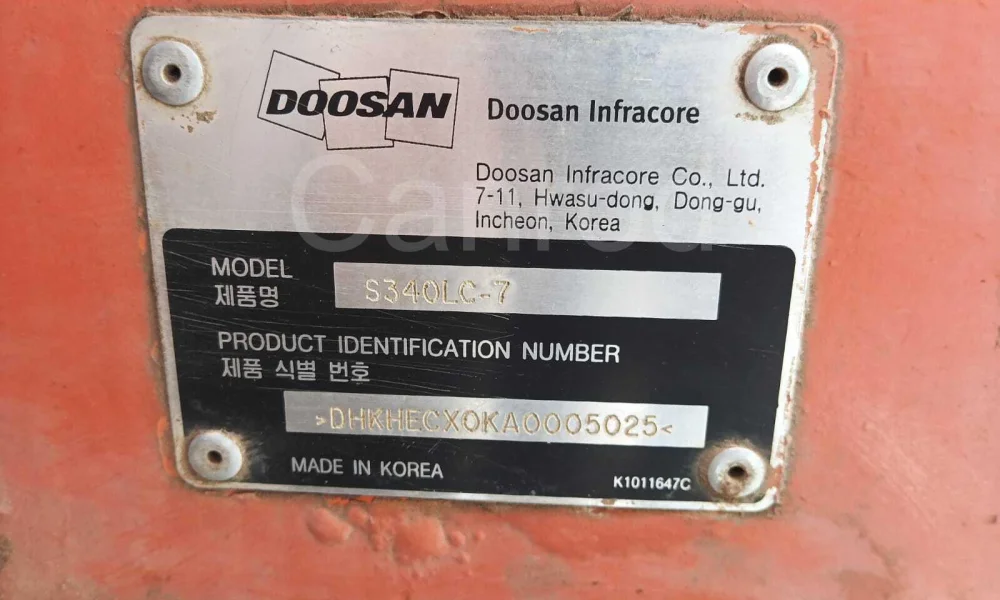 DOOSAN Doosan Infracore
Doosan Infracore Co., Ltd.
7-11, Hwasu-dong, Dong-gu,
Incheon, Korea
MODEL
제품명
S340LC-7
PRODUCT IDENTIFICATION NUMBER
제품 식별 번호
>DHKHECX0KA0005025<
MADE IN KOREA
K1011647C